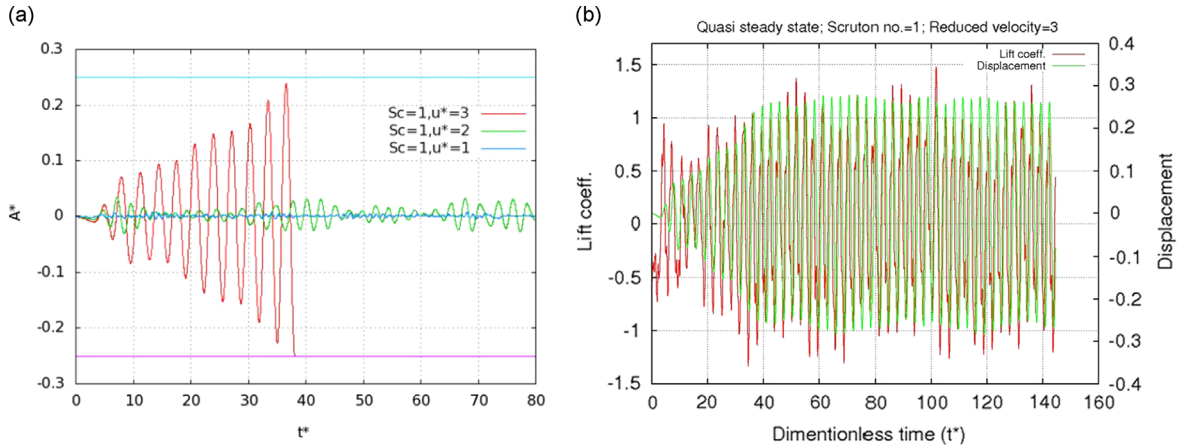 (a)
0.3
0.2
0.1
0
-0.1
-0.2
-0.3
A*
Sc=1,u*=3
Sc=1,u*=2
Sc=1,u*=1
0 10 20 30 40 50 60 70 80
t*
(b)
Quasi steady state; Scruton no.=1; Reduced velocity=3
Lift coeff.
Displacement
1.5
1
0.5
0
-0.5
-1
-1.5
Lift coeff.
0.4
0.3
0.2
0.1
0
-0.1
-0.2
-0.3
-0.4
Displacement
0 20 40 60 80 100 120 140 160
Dimentionless time (t*)